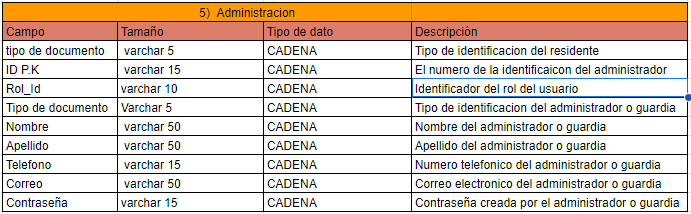 5) Administracion
Campo Tamaño Tipo de dato Descripción
tipo de documento varchar 5 CADENA Tipo de identificacion del residente
ID P.K varchar 15 CADENA El numero de la identificaicon del administrador
Rol_Id varchar 10 CADENA Identificador del rol del usuario
Tipo de documento Varchar 5 CADENA Tipo de identificacion del administrador o guardia
Nombre varchar 50 CADENA Nombre del administrador o guardia
Apellido varchar 50 CADENA Apellido del administrador o guardia
Telefono varchar 15 CADENA Numero telefonico del administrador o guardia
Correo varchar 50 CADENA Correo electronico del administrador o guardia
Contraseña varchar 15 CADENA Contraseña creada por el administrador o guardia